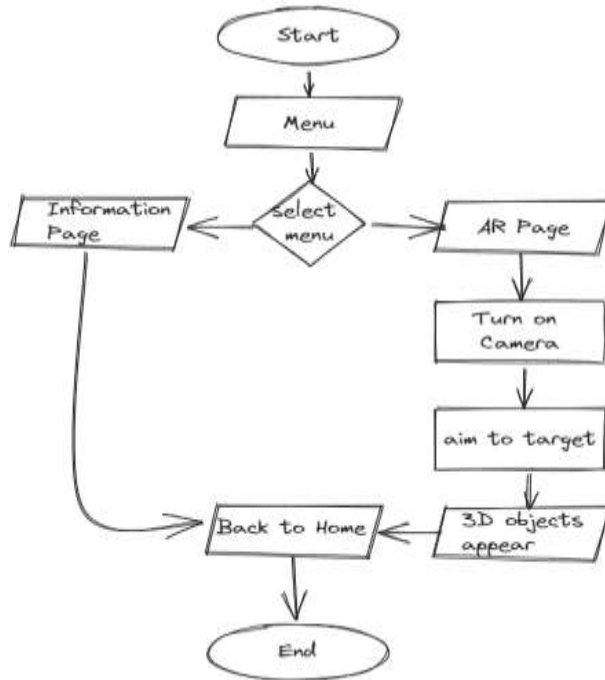 Start
Menu
select
menu
Information
Page
AR Page
Turn on
Camera
aim to target
3D objects
appear
Back to Home
End